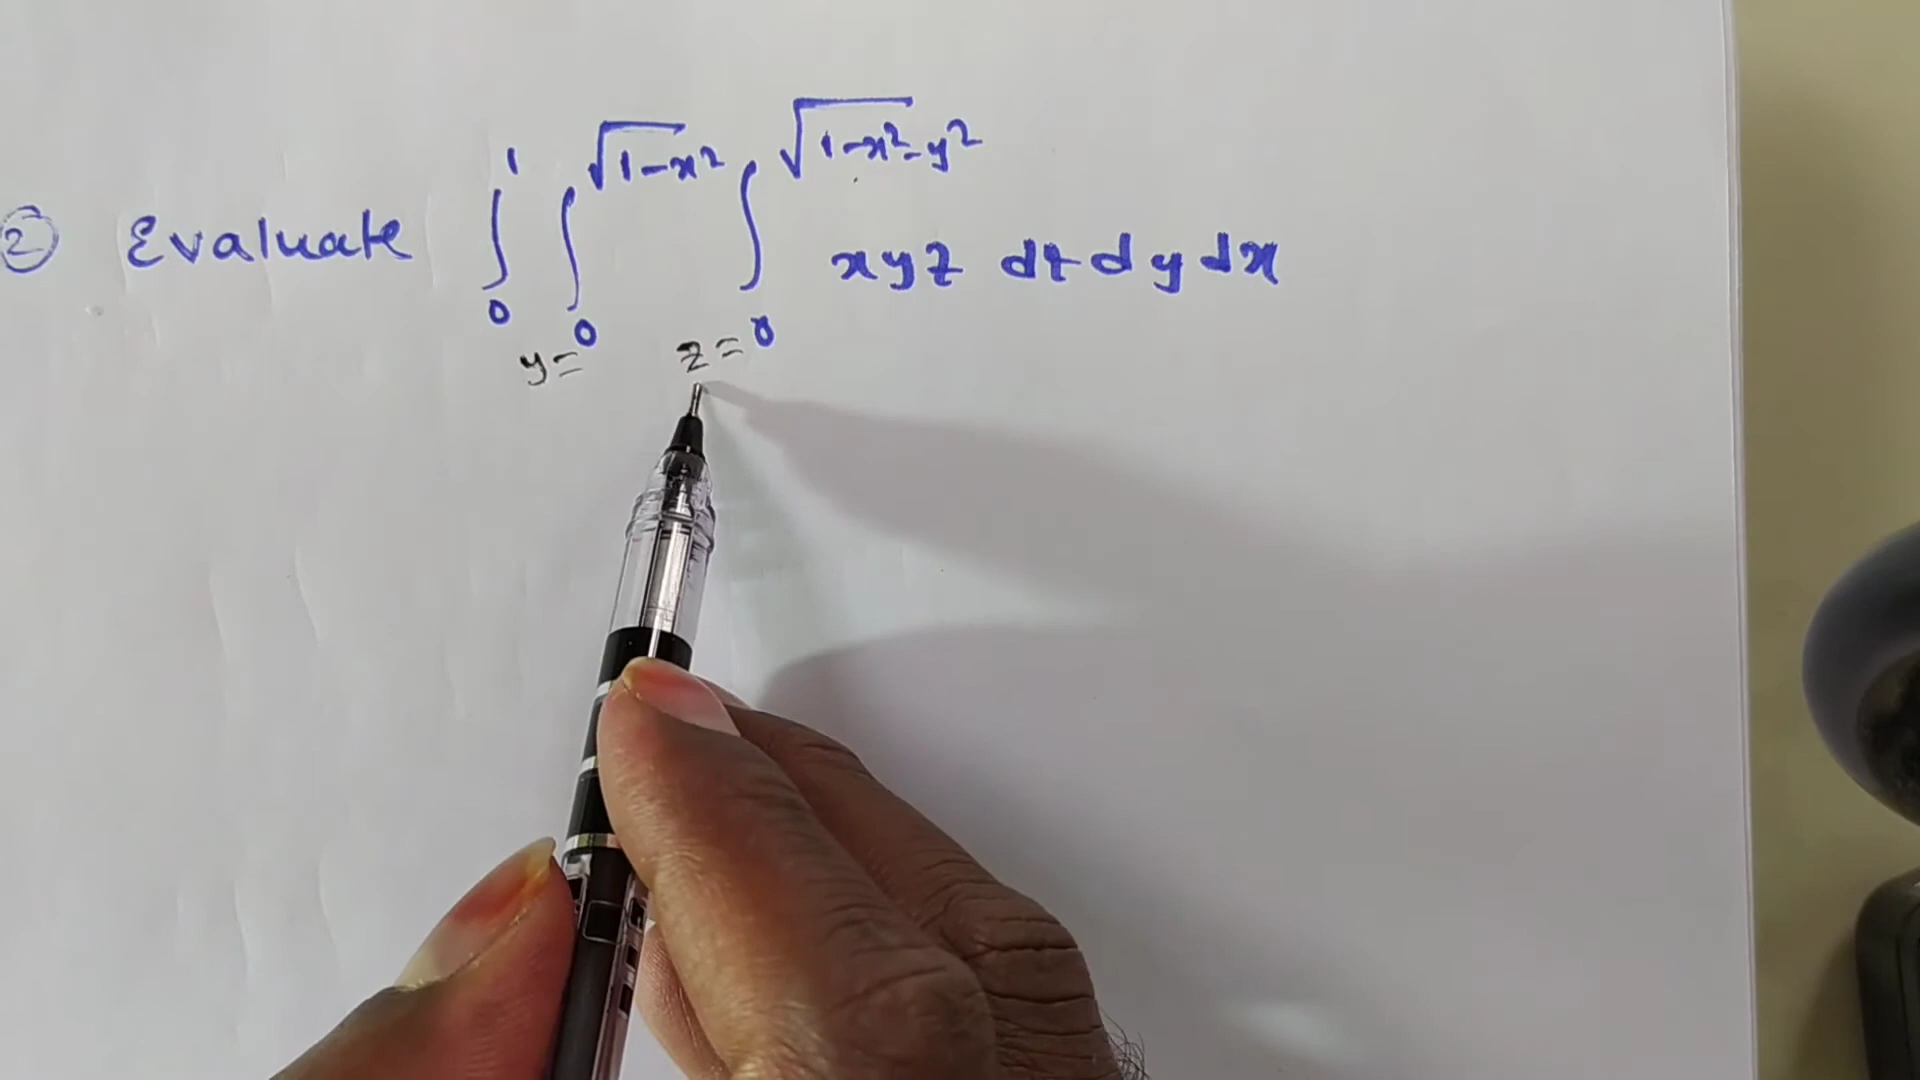 ② Evaluate ∫₀¹ ∫₀^√(1-x²) ∫₀^√(1-x²-y²) xyz dz dy dx
y= z=